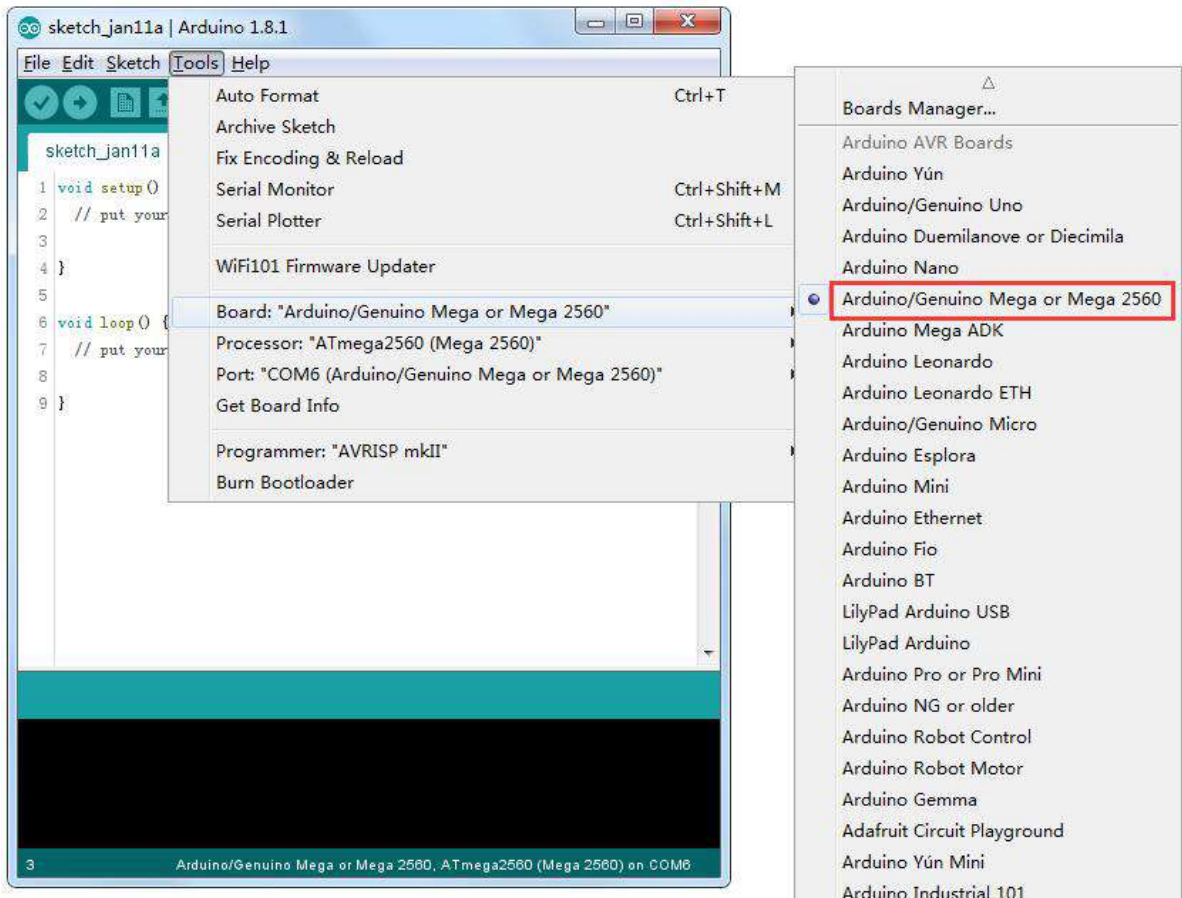 sketch_jan11a | Arduino 1.8.1
File Edit Sketch Tools Help
sketch_jan11a
1 void setup()
2 // put your
3
4 }
5
6 void loop() {
7 // put your
8
9 }
Auto Format Ctrl+T
Archive Sketch
Fix Encoding & Reload
Serial Monitor Ctrl+Shift+M
Serial Plotter Ctrl+Shift+L
WiFi101 Firmware Updater
Board: "Arduino/Genuino Mega or Mega 2560"
Processor: "ATmega2560 (Mega 2560)"
Port: "COM6 (Arduino/Genuino Mega or Mega 2560)"
Get Board Info
Programmer: "AVRISP mkII"
Burn Bootloader
Boards Manager...
Arduino AVR Boards
Arduino Yún
Arduino/Genuino Uno
Arduino Duemilanove or Diecimila
Arduino Nano
Arduino/Genuino Mega or Mega 2560
Arduino Mega ADK
Arduino Leonardo
Arduino Leonardo ETH
Arduino/Genuino Micro
Arduino Esplora
Arduino Mini
Arduino Ethernet
Arduino Fio
Arduino BT
LilyPad Arduino USB
LilyPad Arduino
Arduino Pro or Pro Mini
Arduino NG or older
Arduino Robot Control
Arduino Robot Motor
Arduino Gemma
Adafruit Circuit Playground
Arduino Yún Mini
Arduino Industrial 101
3 Arduino/Genuino Mega or Mega 2560, ATmega2560 (Mega 2560) on COM6